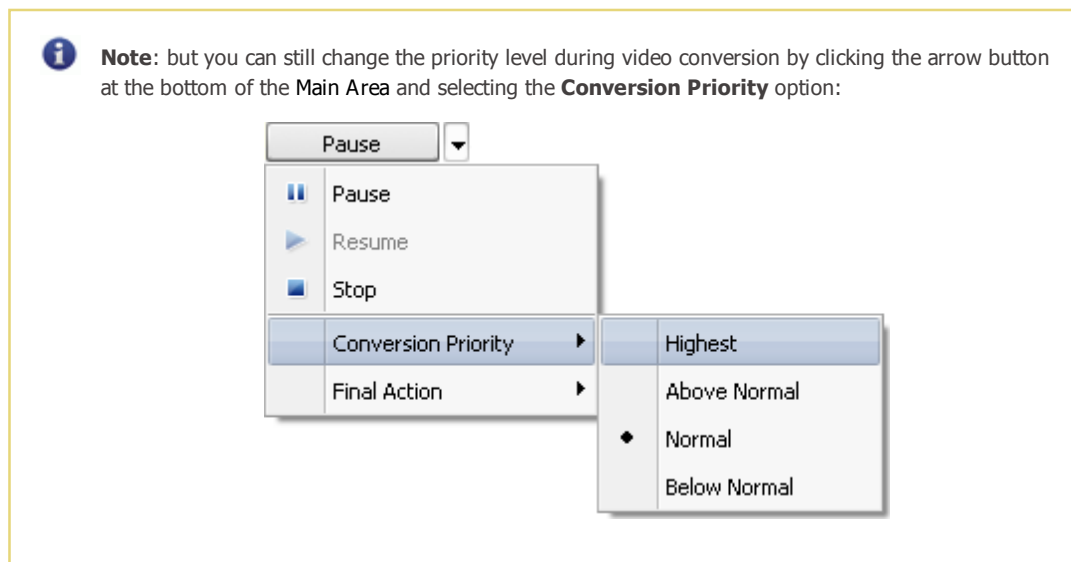 Note: but you can still change the priority level during video conversion by clicking the arrow button
at the bottom of the Main Area and selecting the Conversion Priority option:
Pause
Pause
Resume
Stop
Conversion Priority
Final Action
Highest
Above Normal
Normal
Below Normal